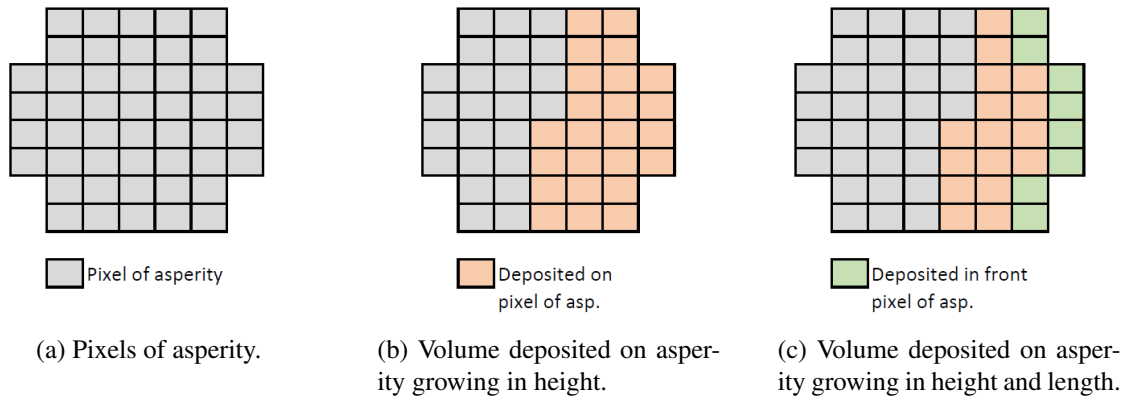 Pixel of asperity
Deposited on
pixel of asp.
Deposited in front
pixel of asp.
(a) Pixels of asperity.
(b) Volume deposited on asper-
ity growing in height.
(c) Volume deposited on asper-
ity growing in height and length.